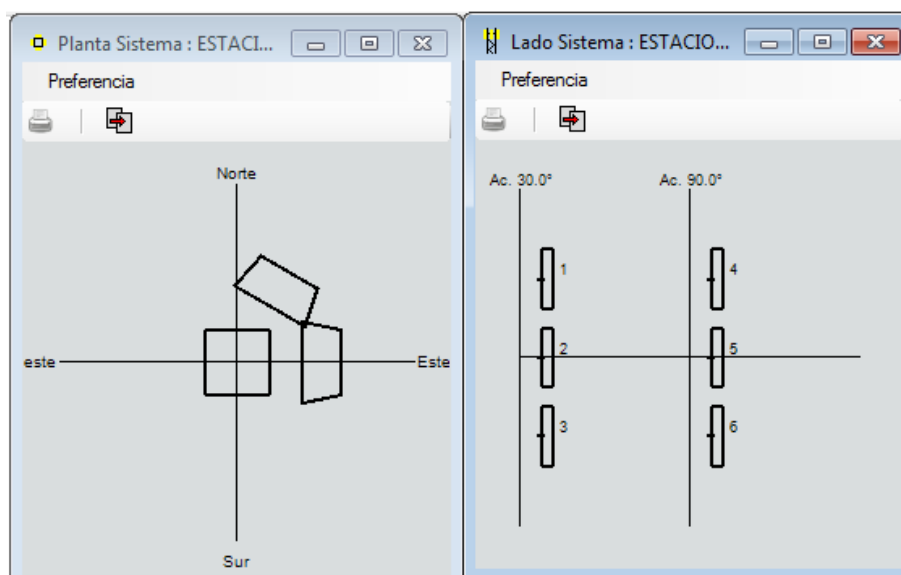 Planta Sistema : ESTACI...
Preferencia
Norte
este
Este
Sur
Lado Sistema : ESTACIO...
Preferencia
Ac. 30.0°
Ac. 90.0°
1
4
2
5
3
6